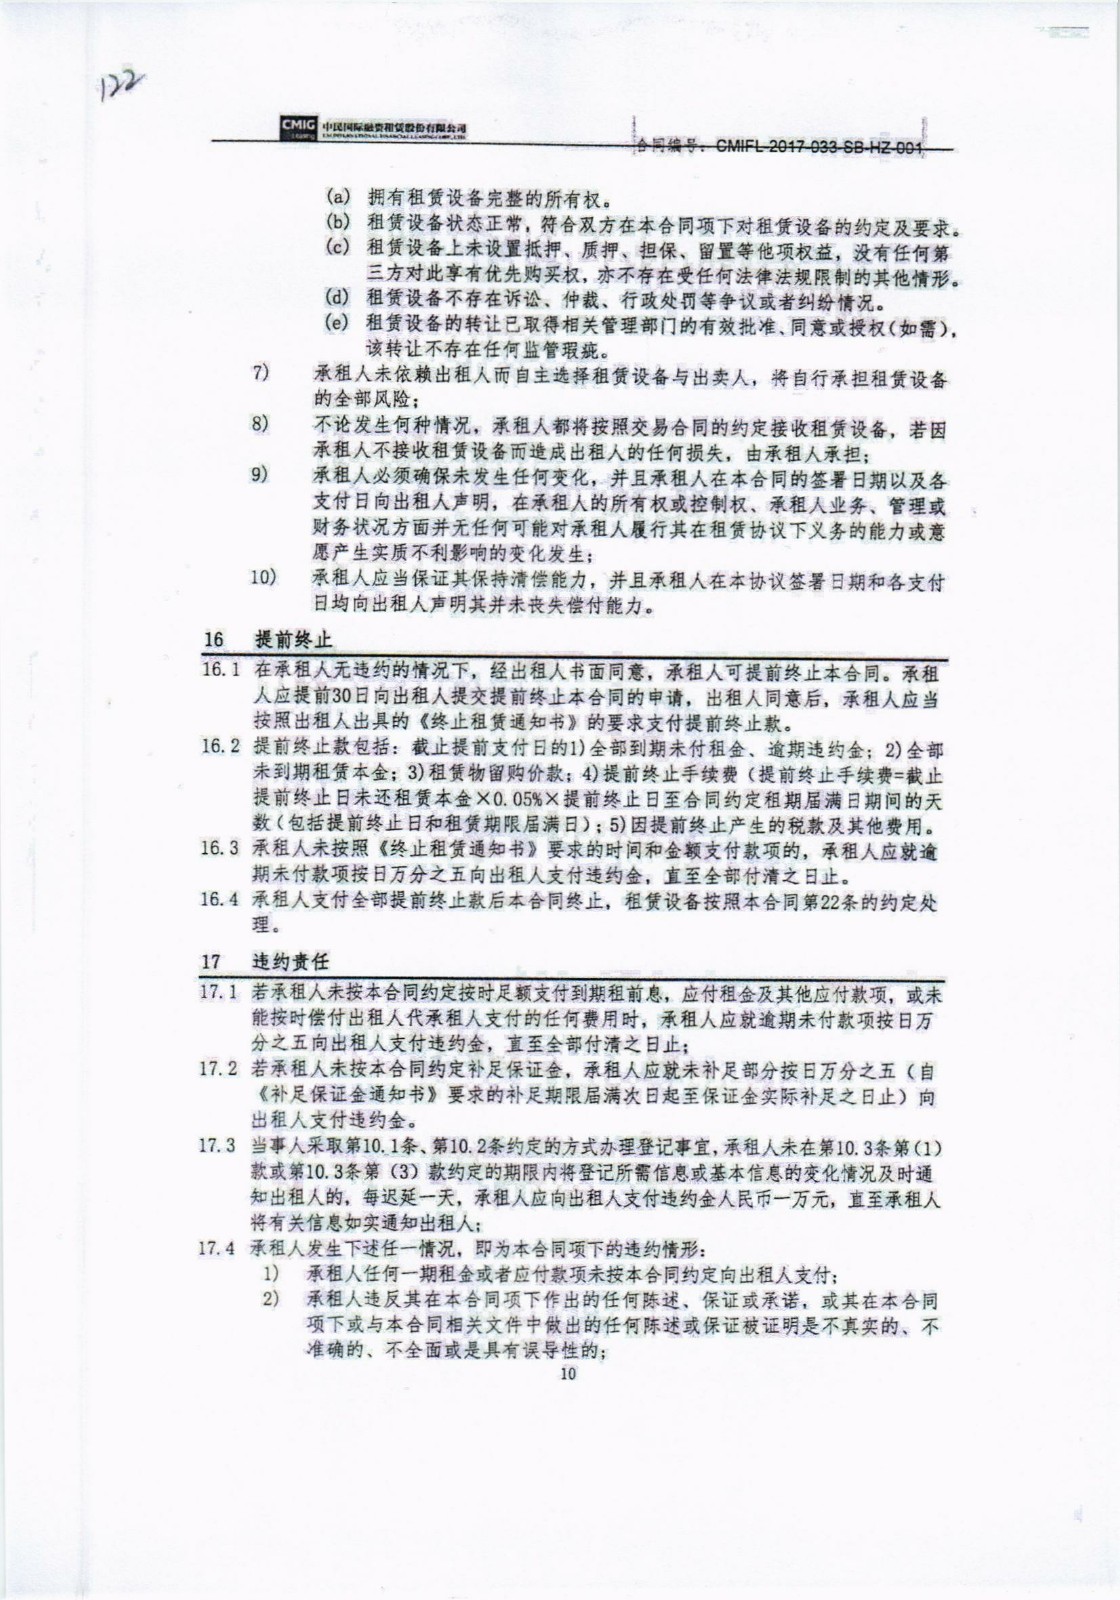 122
CMIG 中民国际融资租赁股份有限公司
合同编号：CMIFL-2017-033-SB-HZ-001
(a) 拥有租赁设备完整的所有权。
(b) 租赁设备状态正常，符合双方在本合同项下对租赁设备的约定及要求。
(c) 租赁设备上未设置抵押、质押、担保、留置等他项权益，没有任何第
三方对此享有优先购买权，亦不存在受任何法律法规限制的其他情形。
(d) 租赁设备不存在诉讼、仲裁、行政处罚等争议或者纠纷情况。
(e) 租赁设备的转让已取得相关管理部门的有效批准、同意或授权(如需)，
该转让不存在任何监管瑕疵。
7) 承租人未依赖出租人而自主选择租赁设备与出卖人，将自行承担租赁设备
的全部风险；
8) 不论发生何种情况，承租人都将按照交易合同的约定接收租赁设备，若因
承租人不接收租赁设备而造成出租人的任何损失，由承租人承担；
9) 承租人必须确保未发生任何变化，并且承租人在本合同的签署日期以及各
支付日向出租人声明，在承租人的所有权或控制权、承租人业务、管理或
财务状况方面并无任何可能对承租人履行其在租赁协议下义务的能力或意
愿产生实质不利影响的变化发生；
10) 承租人应当保证其保持清偿能力，并且承租人在本协议签署日期和各支付
日均向出租人声明其并未丧失偿付能力。
16 提前终止
16.1 在承租人无违约的情况下，经出租人书面同意，承租人可提前终止本合同。承租
人应提前30日向出租人提交提前终止本合同的申请，出租人同意后，承租人应当
按照出租人出具的《终止租赁通知书》的要求支付提前终止款。
16.2 提前终止款包括：截止提前支付日的1)全部到期未付租金、逾期违约金；2)全部
未到期租赁本金；3)租赁物留购价款；4)提前终止手续费（提前终止手续费=截止
提前终止日未还租赁本金×0.05%×提前终止日至合同约定租期届满日期间的天
数(包括提前终止日和租赁期限届满日)；5)因提前终止产生的税款及其他费用。
16.3 承租人未按照《终止租赁通知书》要求的时间和金额支付款项的，承租人应就逾
期未付款项按日万分之五向出租人支付违约金，直至全部付清之日止。
16.4 承租人支付全部提前终止款后本合同终止，租赁设备按照本合同第22条的约定处
理。
17 违约责任
17.1 若承租人未按本合同约定按时足额支付到期租前息，应付租金及其他应付款项，或未
能按时偿付出租人代承租人支付的任何费用时，承租人应就逾期未付款项按日万
分之五向出租人支付违约金，直至全部付清之日止；
17.2 若承租人未按本合同约定补足保证金，承租人应就未补足部分按日万分之五（自
《补足保证金通知书》要求的补足期限届满次日起至保证金实际补足之日止）向
出租人支付违约金。
17.3 当事人采取第10.1条、第10.2条约定的方式办理登记事宜，承租人未在第10.3条第(1)
款或第10.3条第（3）款约定的期限内将登记所需信息或基本信息的变化情况及时通
知出租人的，每迟延一天，承租人应向出租人支付违约金人民币一万元，直至承租人
将有关信息如实通知出租人；
17.4 承租人发生下述任一情况，即为本合同项下的违约情形：
1) 承租人任何一期租金或者应付款项未按本合同约定向出租人支付；
2) 承租人违反其在本合同项下作出的任何陈述、保证或承诺，或其在本合同
项下或与本合同相关文件中做出的任何陈述或保证被证明是不真实的、不
准确的、不全面或是具有误导性的；
10